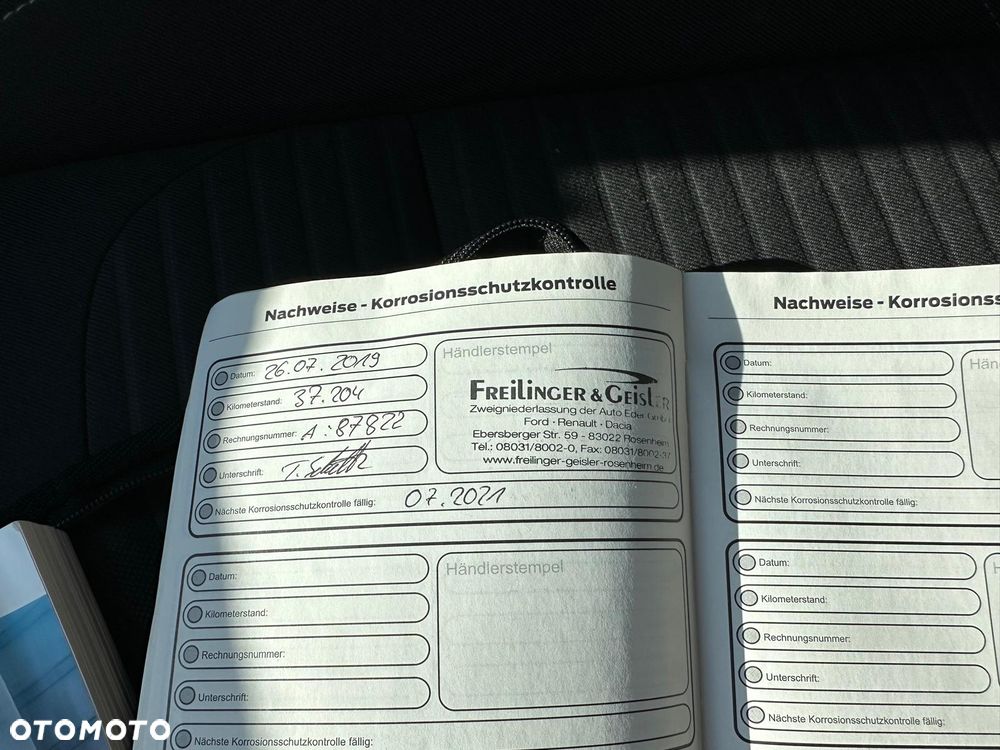 Nachweise - Korrosionsschutzkontrolle
Datum: 26.07.2019
Kilometerstand: 37.204
Rechnungsnummer: A:87822
Unterschrift:
Nächste Korrosionsschutzkontrolle fällig: 07.2021
Händlerstempel
FREILINGER & GEISLER
Zweigniederlassung der Auto Eder GmbH
Ford · Renault · Dacia
Ebersberger Str. 59 - 83022 Rosenheim
Tel.: 08031/8002-0, Fax: 08031/8002-37
www.freilinger-geisler-rosenheim.de
Datum:
Kilometerstand:
Rechnungsnummer:
Unterschrift:
Nächste Korrosionsschutzkontrolle fällig:
Händlerstempel
Nachweise - Korrosions
Datum:
Kilometerstand:
Rechnungsnummer:
Unterschrift:
Nächste Korrosionsschutzkontrolle fällig:
Hän
Datum:
Kilometerstand:
Rechnungsnummer:
Unterschrift:
Nächste Korrosionsschutzkontrolle fällig:
H
OTOMOTO